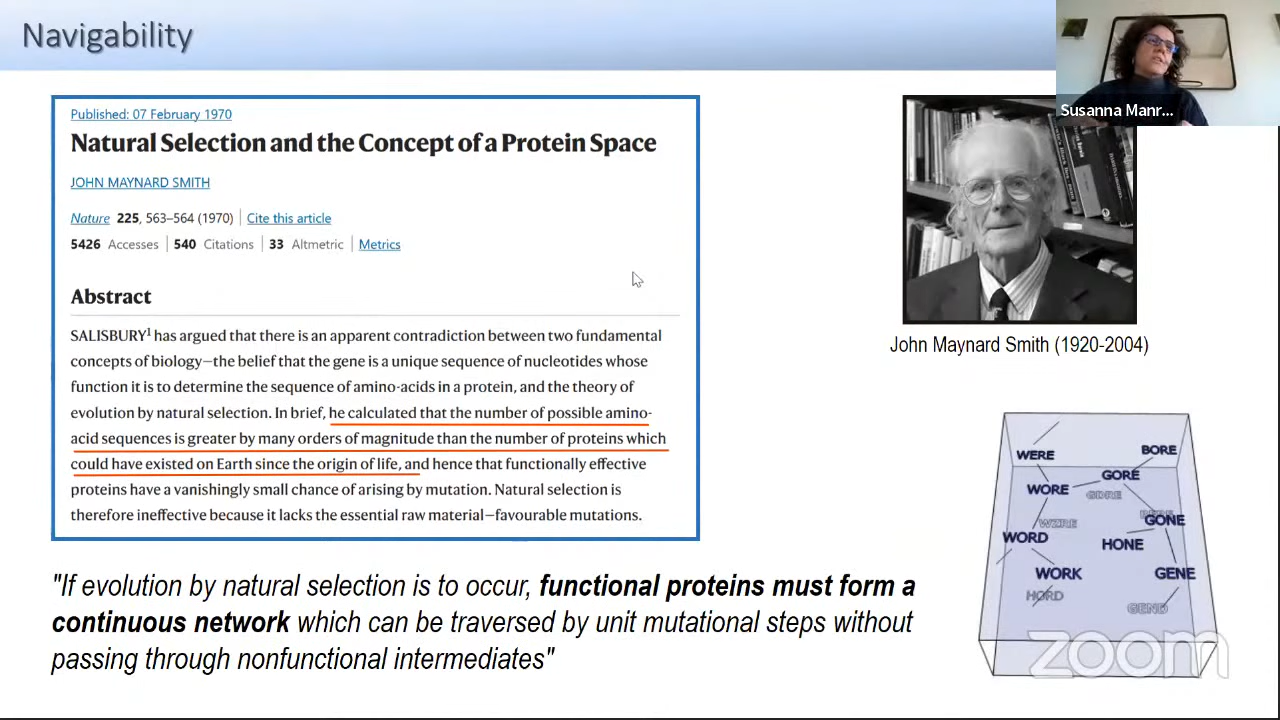 Navigability
Susanna Manr...
Published: 07 February 1970
Natural Selection and the Concept of a Protein Space
JOHN MAYNARD SMITH
Nature 225, 563–564 (1970) | Cite this article
5426 Accesses | 540 Citations | 33 Altmetric | Metrics
Abstract
SALISBURY1 has argued that there is an apparent contradiction between two fundamental
concepts of biology—the belief that the gene is a unique sequence of nucleotides whose
function it is to determine the sequence of amino-acids in a protein, and the theory of
evolution by natural selection. In brief, he calculated that the number of possible amino-
acid sequences is greater by many orders of magnitude than the number of proteins which
could have existed on Earth since the origin of life, and hence that functionally effective
proteins have a vanishingly small chance of arising by mutation. Natural selection is
therefore ineffective because it lacks the essential raw material—favourable mutations.
John Maynard Smith (1920-2004)
"If evolution by natural selection is to occur, functional proteins must form a
continuous network which can be traversed by unit mutational steps without
passing through nonfunctional intermediates"
WERE
BORE
GORE
WORE
GDRE
WZRE
GONE
WORD
HONE
WORK
GENE
HORD
GEND
zoom